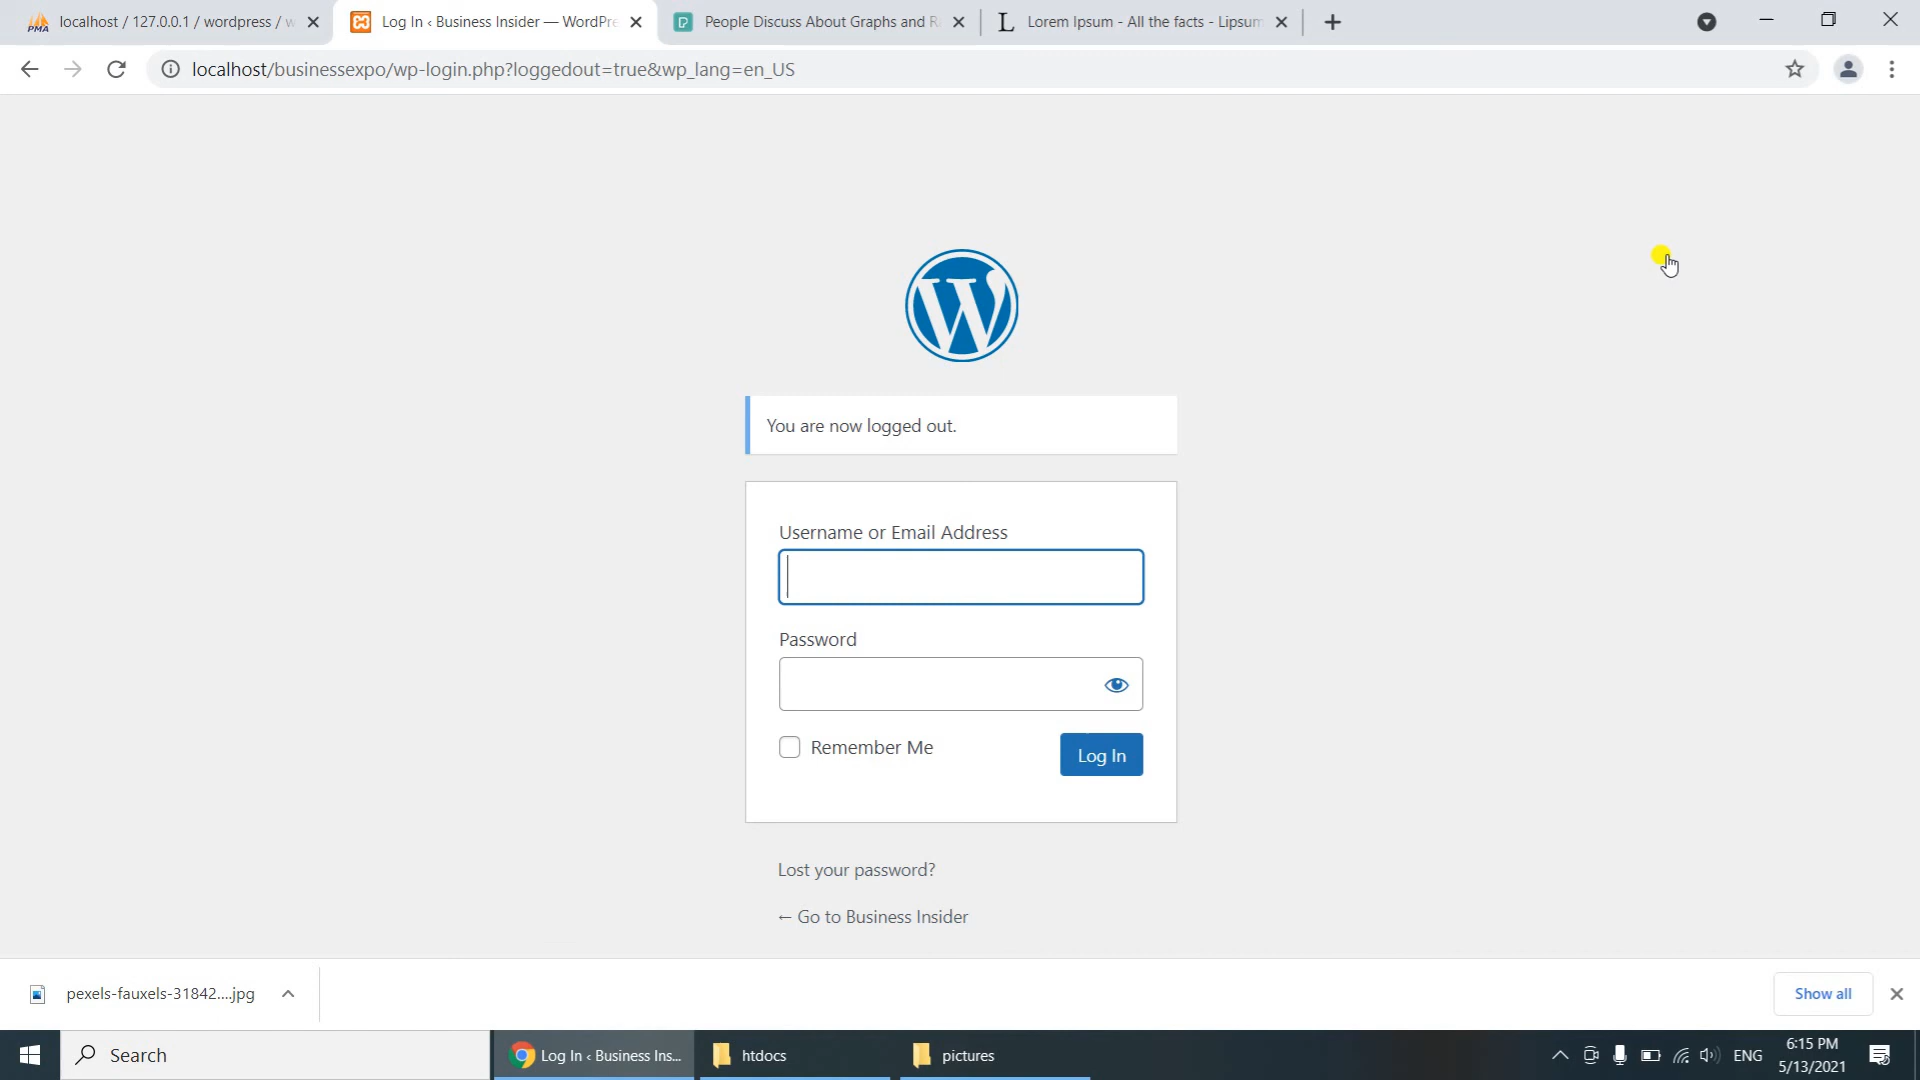 localhost / 127.0.0.1 / wordpress / w
Log In ‹ Business Insider — WordPre
People Discuss About Graphs and R
Lorem Ipsum - All the facts - Lipsum
localhost/businessexpo/wp-login.php?loggedout=true&wp_lang=en_US
You are now logged out.
Username or Email Address
Password
Remember Me
Log In
Lost your password?
← Go to Business Insider
pexels-fauxels-31842....jpg
Show all
Search
Log In ‹ Business Ins...
htdocs
pictures
ENG
6:15 PM
5/13/2021